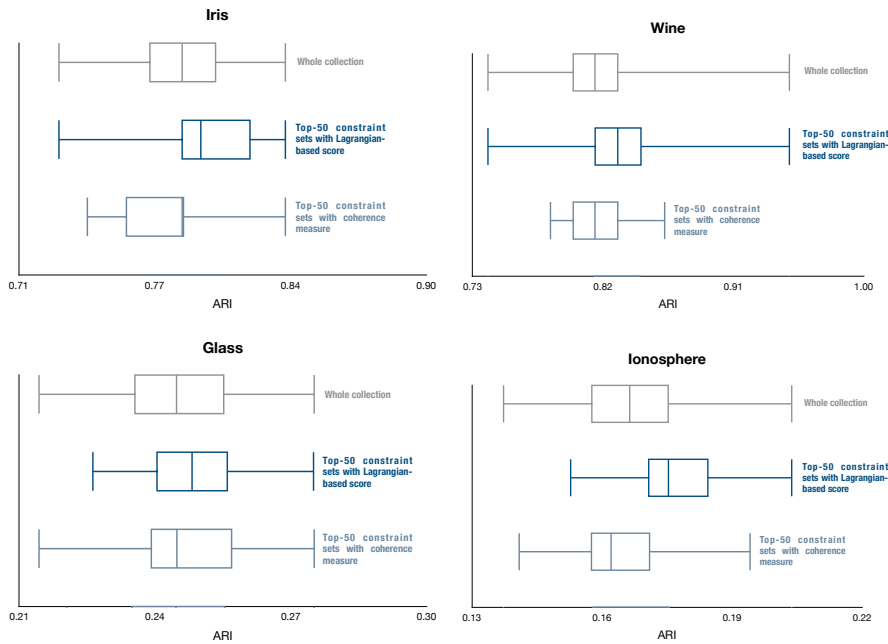 Iris
Whole collection
Top-50 constraint
sets with Lagrangian-
based score
Top-50 constraint
sets with coherence
measure
0.71
0.77
0.84
0.90
ARI
Wine
Whole collection
Top-50 constraint
sets with Lagrangian-
based score
Top-50 constraint
sets with coherence
measure
0.73
0.82
0.91
1.00
ARI
Glass
Whole collection
Top-50 constraint
sets with Lagrangian-
based score
Top-50 constraint
sets with coherence
measure
0.21
0.24
0.27
0.30
ARI
Ionosphere
Whole collection
Top-50 constraint
sets with Lagrangian-
based score
Top-50 constraint
sets with coherence
measure
0.13
0.16
0.19
0.22
ARI